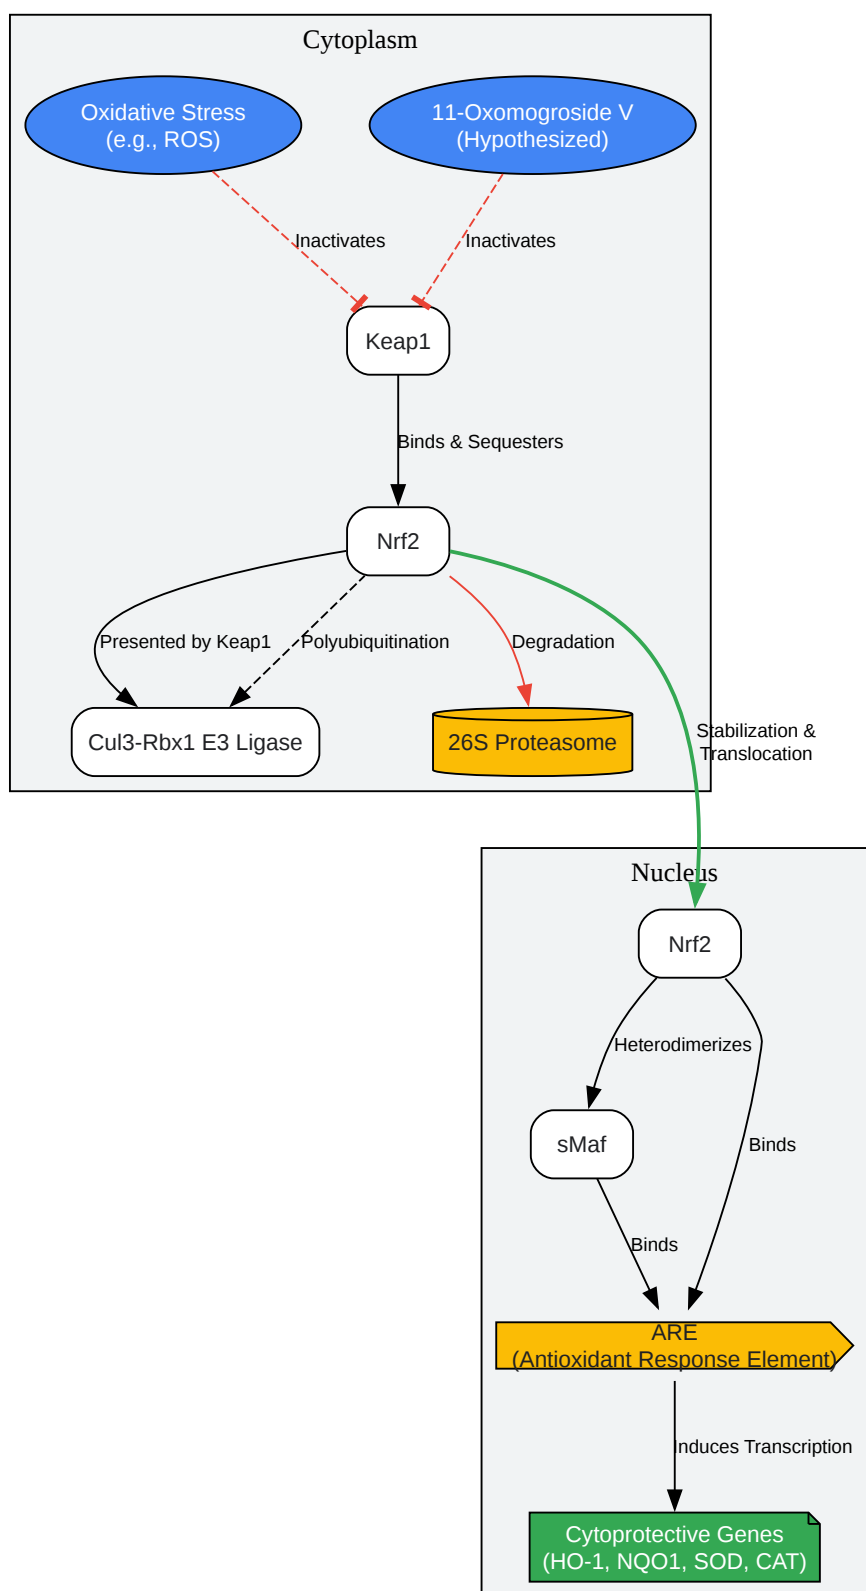 Cytoplasm
Oxidative Stress
(e.g., ROS)
11-Oxomogroside V
(Hypothesized)
Inactivates
Inactivates
Keap1
Binds & Sequesters
Nrf2
Presented by Keap1
Polyubiquitination
Degradation
Cul3-Rbx1 E3 Ligase
26S Proteasome
Stabilization &
Translocation
Nucleus
Nrf2
Heterodimerizes
sMaf
Binds
Binds
ARE
(Antioxidant Response Element)
Induces Transcription
Cytoprotective Genes
(HO-1, NQO1, SOD, CAT)